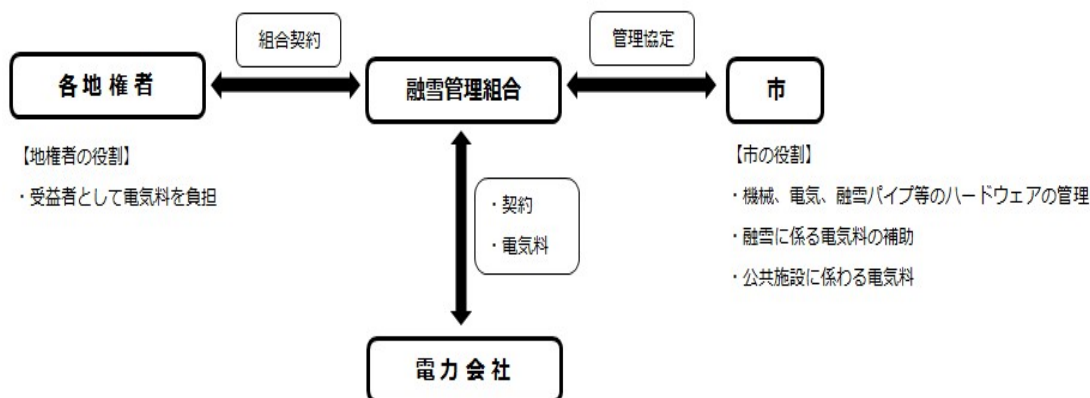 組合契約
管理協定
各地権者
融雪管理組合
市
【地権者の役割】
・受益者として電気料を負担
【市の役割】
・機械、電気、融雪パイプ等のハードウェアの管理
・融雪に係る電気料の補助
・公共施設に係わる電気料
・契約
・電気料
電力会社